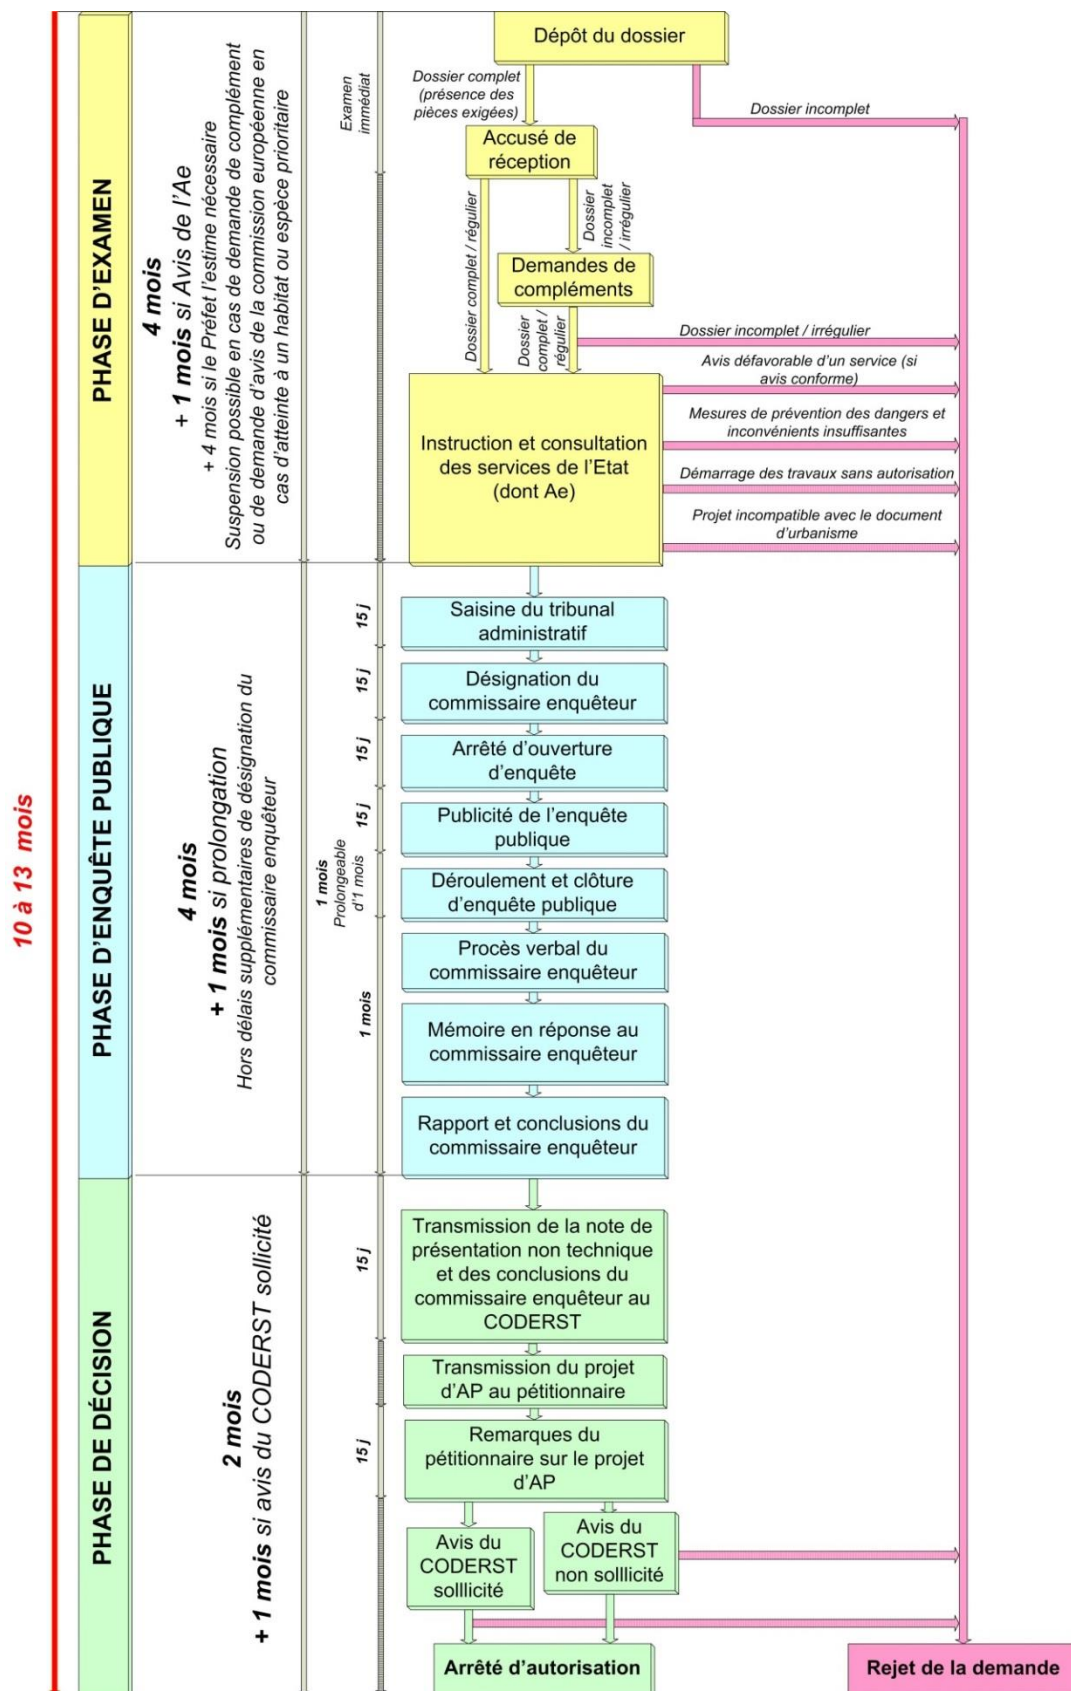 10 à 13 mois
PHASE D'EXAMEN
4 mois
+ 1 mois si Avis de l'Ae
+ 4 mois si le Préfet l'estime nécessaire
Suspension possible en cas de demande de complément
ou de demande d'avis de la commission européenne en
cas d'atteinte à un habitat ou espèce prioritaire
Examen
immédiat
Dépôt du dossier
Dossier complet
(présence des
pièces exigées)
Dossier incomplet
Accusé de
réception
Dossier complet / régulier
Dossier
incomplet
/ irrégulier
Demandes de
compléments
Dossier
complet /
régulier
Dossier incomplet / irrégulier
Instruction et consultation
des services de l'Etat
(dont Ae)
Avis défavorable d'un service (si
avis conforme)
Mesures de prévention des dangers et
inconvénients insuffisantes
Démarrage des travaux sans autorisation
Projet incompatible avec le document
d'urbanisme
PHASE D'ENQUÊTE PUBLIQUE
4 mois
+ 1 mois si prolongation
Hors délais supplémentaires de désignation du
commissaire enquêteur
15 j
Saisine du tribunal
administratif
15 j
Désignation du
commissaire enquêteur
15 j
Arrêté d'ouverture
d'enquête
15 j
Publicité de l'enquête
publique
1 mois
Prolongeable
d'1 mois
Déroulement et clôture
d'enquête publique
Procès verbal du
commissaire enquêteur
1 mois
Mémoire en réponse au
commissaire enquêteur
Rapport et conclusions du
commissaire enquêteur
PHASE DE DÉCISION
2 mois
+ 1 mois si avis du CODERST sollicité
15 j
Transmission de la note de
présentation non technique
et des conclusions du
commissaire enquêteur au
CODERST
Transmission du projet
d'AP au pétitionnaire
15 j
Remarques du
pétitionnaire sur le projet
d'AP
Avis du
CODERST
solllicité
Avis du
CODERST
non solllicité
Arrêté d'autorisation
Rejet de la demande